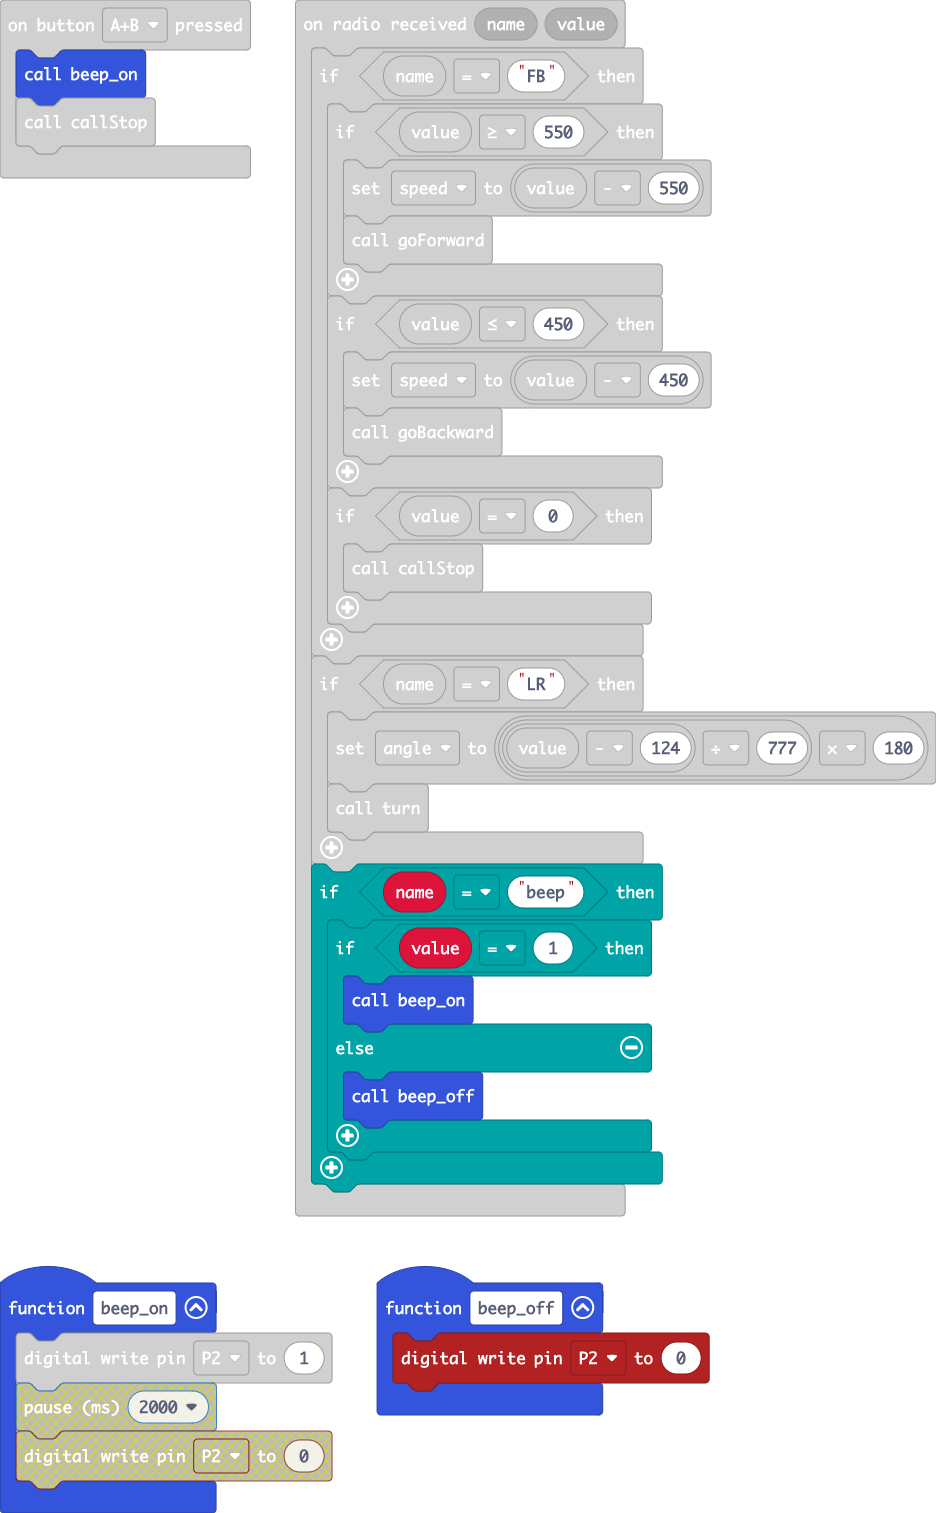 on button A+B pressed
call beep_on
call callStop
on radio received name value
if name = "FB" then
if value ≥ 550 then
set speed to value - 550
call goForward
if value ≤ 450 then
set speed to value - 450
call goBackward
if value = 0 then
call callStop
if name = "LR" then
set angle to value - 124 ÷ 777 × 180
call turn
if name = "beep" then
if value = 1 then
call beep_on
else
call beep_off
function beep_on
digital write pin P2 to 1
pause (ms) 2000
digital write pin P2 to 0
function beep_off
digital write pin P2 to 0